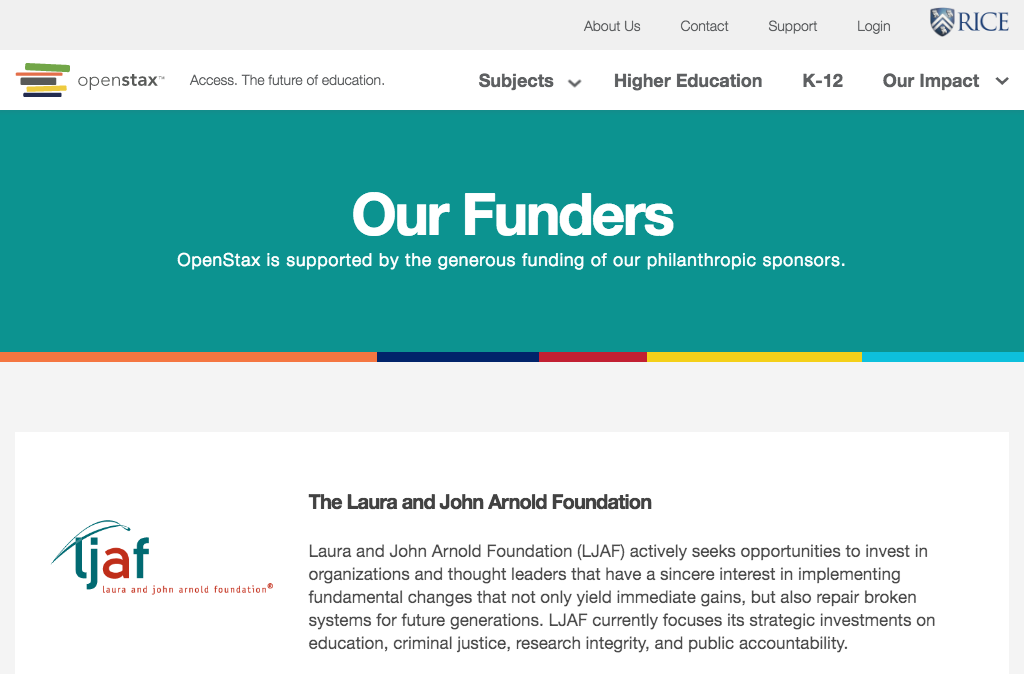 About Us Contact Support Login RICE
openstax™ Access. The future of education. Subjects Higher Education K-12 Our Impact
Our Funders
OpenStax is supported by the generous funding of our philanthropic sponsors.
The Laura and John Arnold Foundation
ljaf
laura and john arnold foundation®
Laura and John Arnold Foundation (LJAF) actively seeks opportunities to invest in
organizations and thought leaders that have a sincere interest in implementing
fundamental changes that not only yield immediate gains, but also repair broken
systems for future generations. LJAF currently focuses its strategic investments on
education, criminal justice, research integrity, and public accountability.